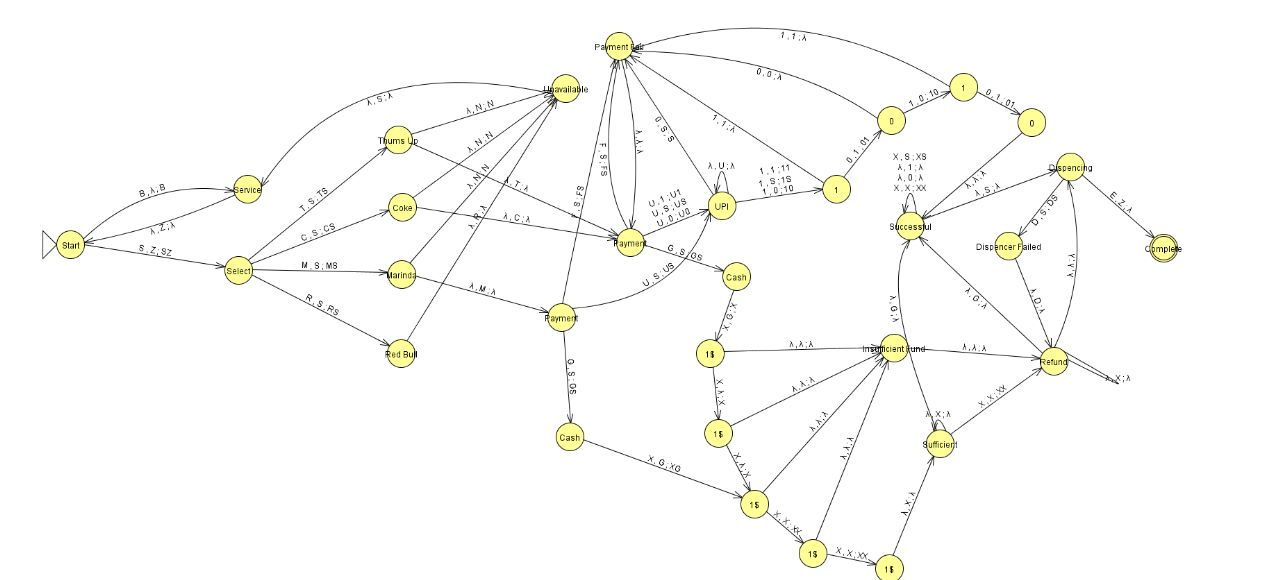 Payment Fail
1,1;λ
0,0;λ
Unavailable
λ,S;λ
1
1,0;10
0,1,01
0
0
λ,N;N
Thums Up
λ,N;N
λ,N;N
λ,T;λ
λ,R;λ
F,S;FS
F,S;FS
λ,λ;λ
0,S;S
1,1;λ
0,1,01
B,λ,B
Service
λ,Z;λ
T,S;TS
Coke
C,S;CS
λ,C;λ
λ,U;λ
1,1;11
1,S;1S
1,0;10
1
U,1;U1
U,S;US
U,0;U0
UPI
X,S;XS
λ,1;λ
λ,0;λ
X,X;XX
Dispensing
λ,λ;λ
λ,S;λ
Successful
D,S;DS
Dispencer Failed
E,Z;λ
Complete
Start
S,Z;SZ
Select
M,S;MS
Marinda
Payment
G,S;GS
Cash
U,S;US
λ,M;λ
R,S;RS
Payment
λ,D;λ
λ,G;λ
λ,G;λ
Red Bull
G,S;GS
X,G;X
1$
λ,λ;λ
Insufficient Fund
λ,λ;λ
Refund
λ,X;λ
X,λ;X
λ,λ;λ
X,X;XX
1$
λ,λ;λ
λ,X;λ
Sufficient
Cash
X,G;XG
X,λ;X
λ,λ;λ
1$
X,X;XX
λ,X,λ
1$
X,X;XX
1$